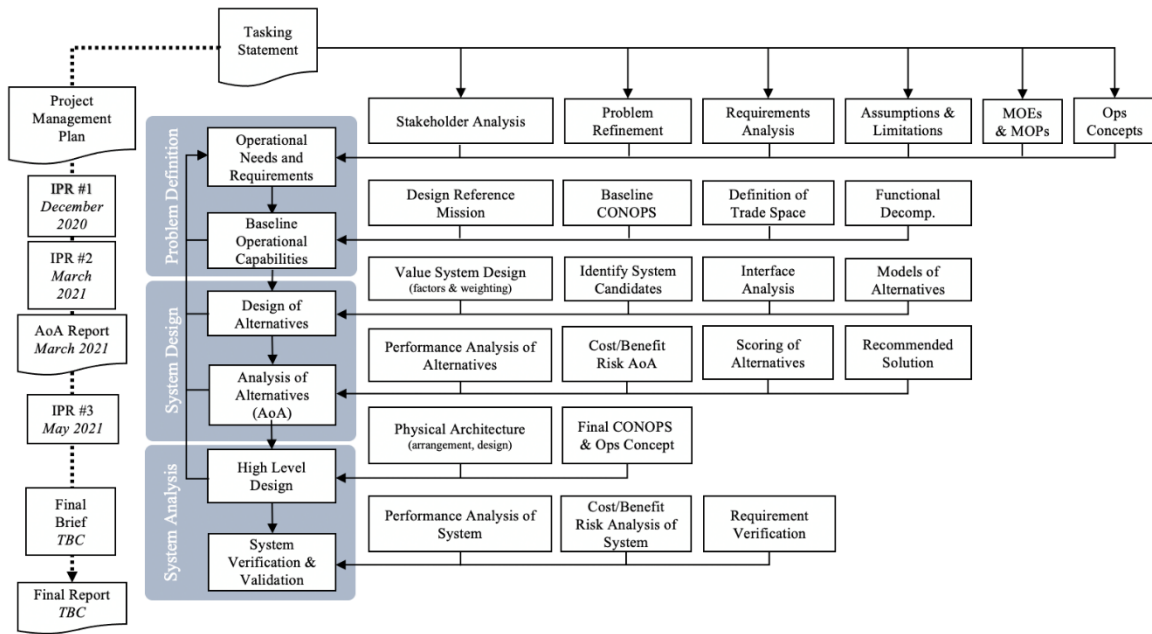 Tasking
Statement
Project
Management
Plan
IPR #1
December
2020
IPR #2
March
2021
AoA Report
March 2021
IPR #3
May 2021
Final
Brief
TBC
Final Report
TBC
Problem Definition
Operational
Needs and
Requirements
Baseline
Operational
Capabilities
System Design
Design of
Alternatives
Analysis of
Alternatives
(AoA)
System Analysis
High Level
Design
System
Verification &
Validation
Stakeholder Analysis
Problem
Refinement
Requirements
Analysis
Assumptions &
Limitations
MOEs
& MOPs
Ops
Concepts
Design Reference
Mission
Baseline
CONOPS
Definition of
Trade Space
Functional
Decomp.
Value System Design
(factors & weighting)
Identify System
Candidates
Interface
Analysis
Models of
Alternatives
Performance Analysis of
Alternatives
Cost/Benefit
Risk AoA
Scoring of
Alternatives
Recommended
Solution
Physical Architecture
(arrangement, design)
Final CONOPS
& Ops Concept
Performance Analysis of
System
Cost/Benefit
Risk Analysis of
System
Requirement
Verification